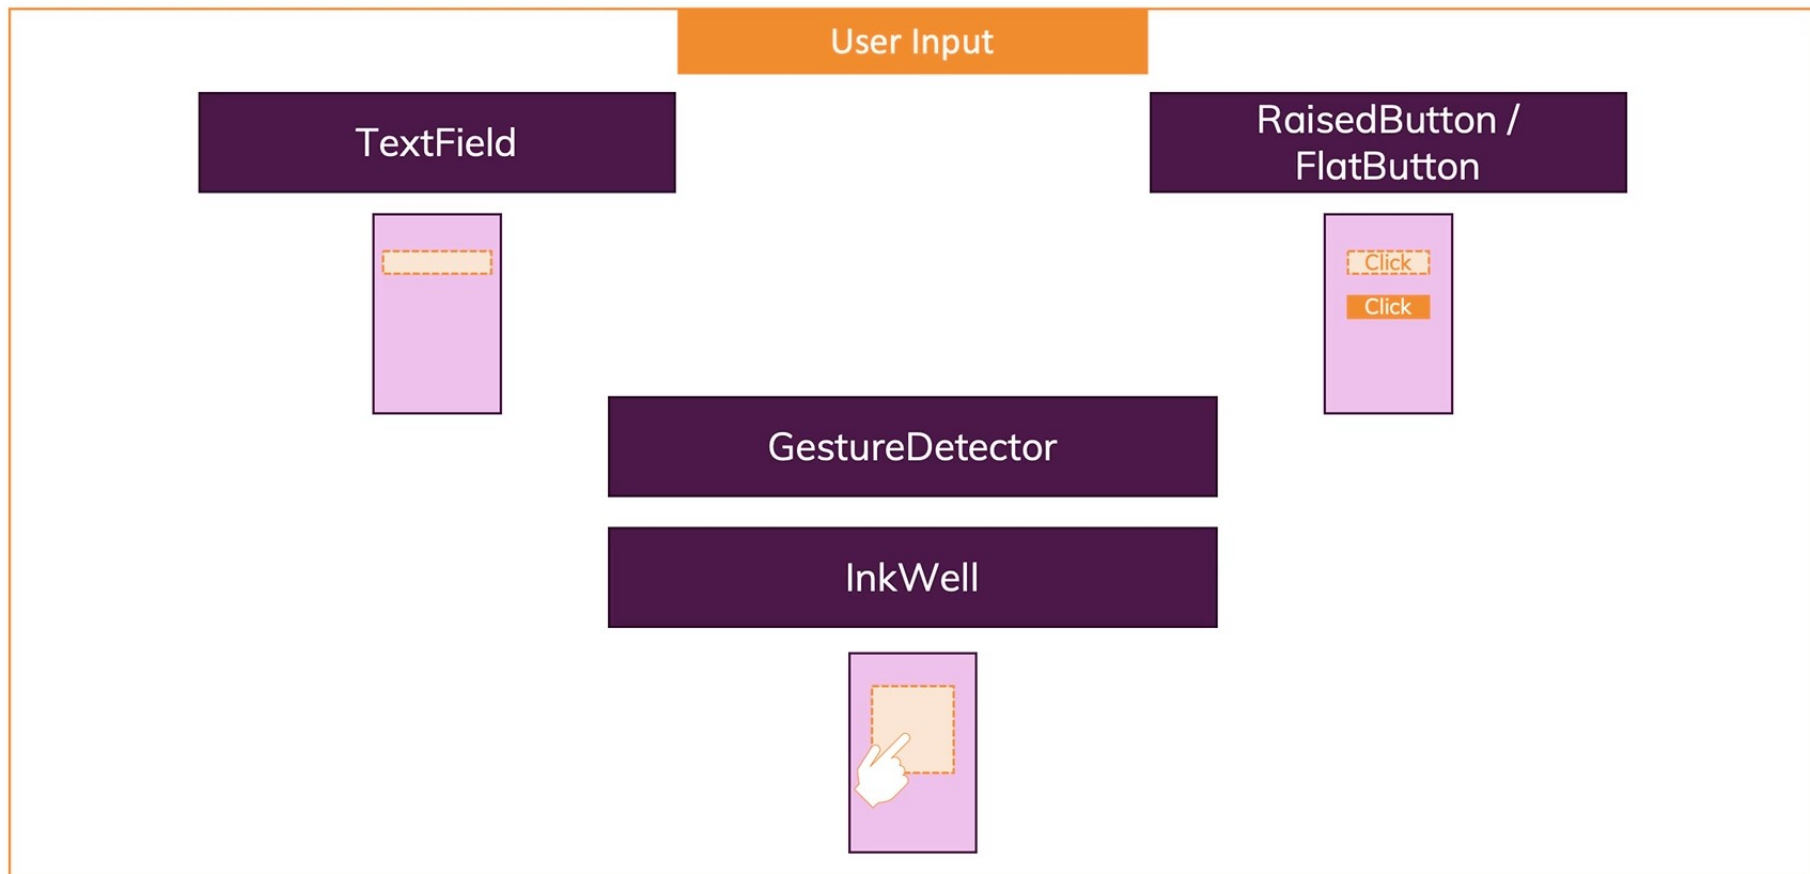 User Input
TextField
RaisedButton /
FlatButton
Click
Click
GestureDetector
InkWell